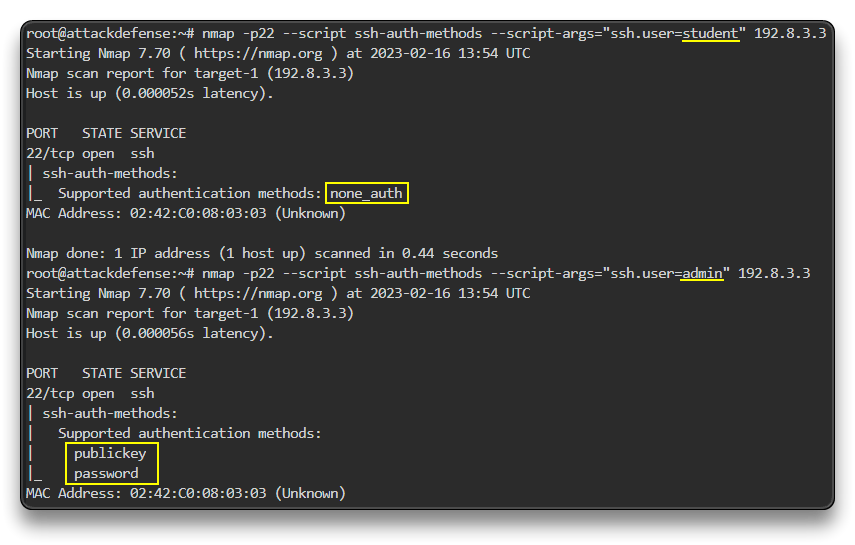 root@attackdefense:~# nmap -p22 --script ssh-auth-methods --script-args="ssh.user=student" 192.8.3.3
Starting Nmap 7.70 ( https://nmap.org ) at 2023-02-16 13:54 UTC
Nmap scan report for target-1 (192.8.3.3)
Host is up (0.000052s latency).

PORT   STATE SERVICE
22/tcp open  ssh
| ssh-auth-methods:
|_  Supported authentication methods: none_auth
MAC Address: 02:42:C0:08:03:03 (Unknown)

Nmap done: 1 IP address (1 host up) scanned in 0.44 seconds
root@attackdefense:~# nmap -p22 --script ssh-auth-methods --script-args="ssh.user=admin" 192.8.3.3
Starting Nmap 7.70 ( https://nmap.org ) at 2023-02-16 13:54 UTC
Nmap scan report for target-1 (192.8.3.3)
Host is up (0.000056s latency).

PORT   STATE SERVICE
22/tcp open  ssh
| ssh-auth-methods:
|   Supported authentication methods:
|     publickey
|_    password
MAC Address: 02:42:C0:08:03:03 (Unknown)